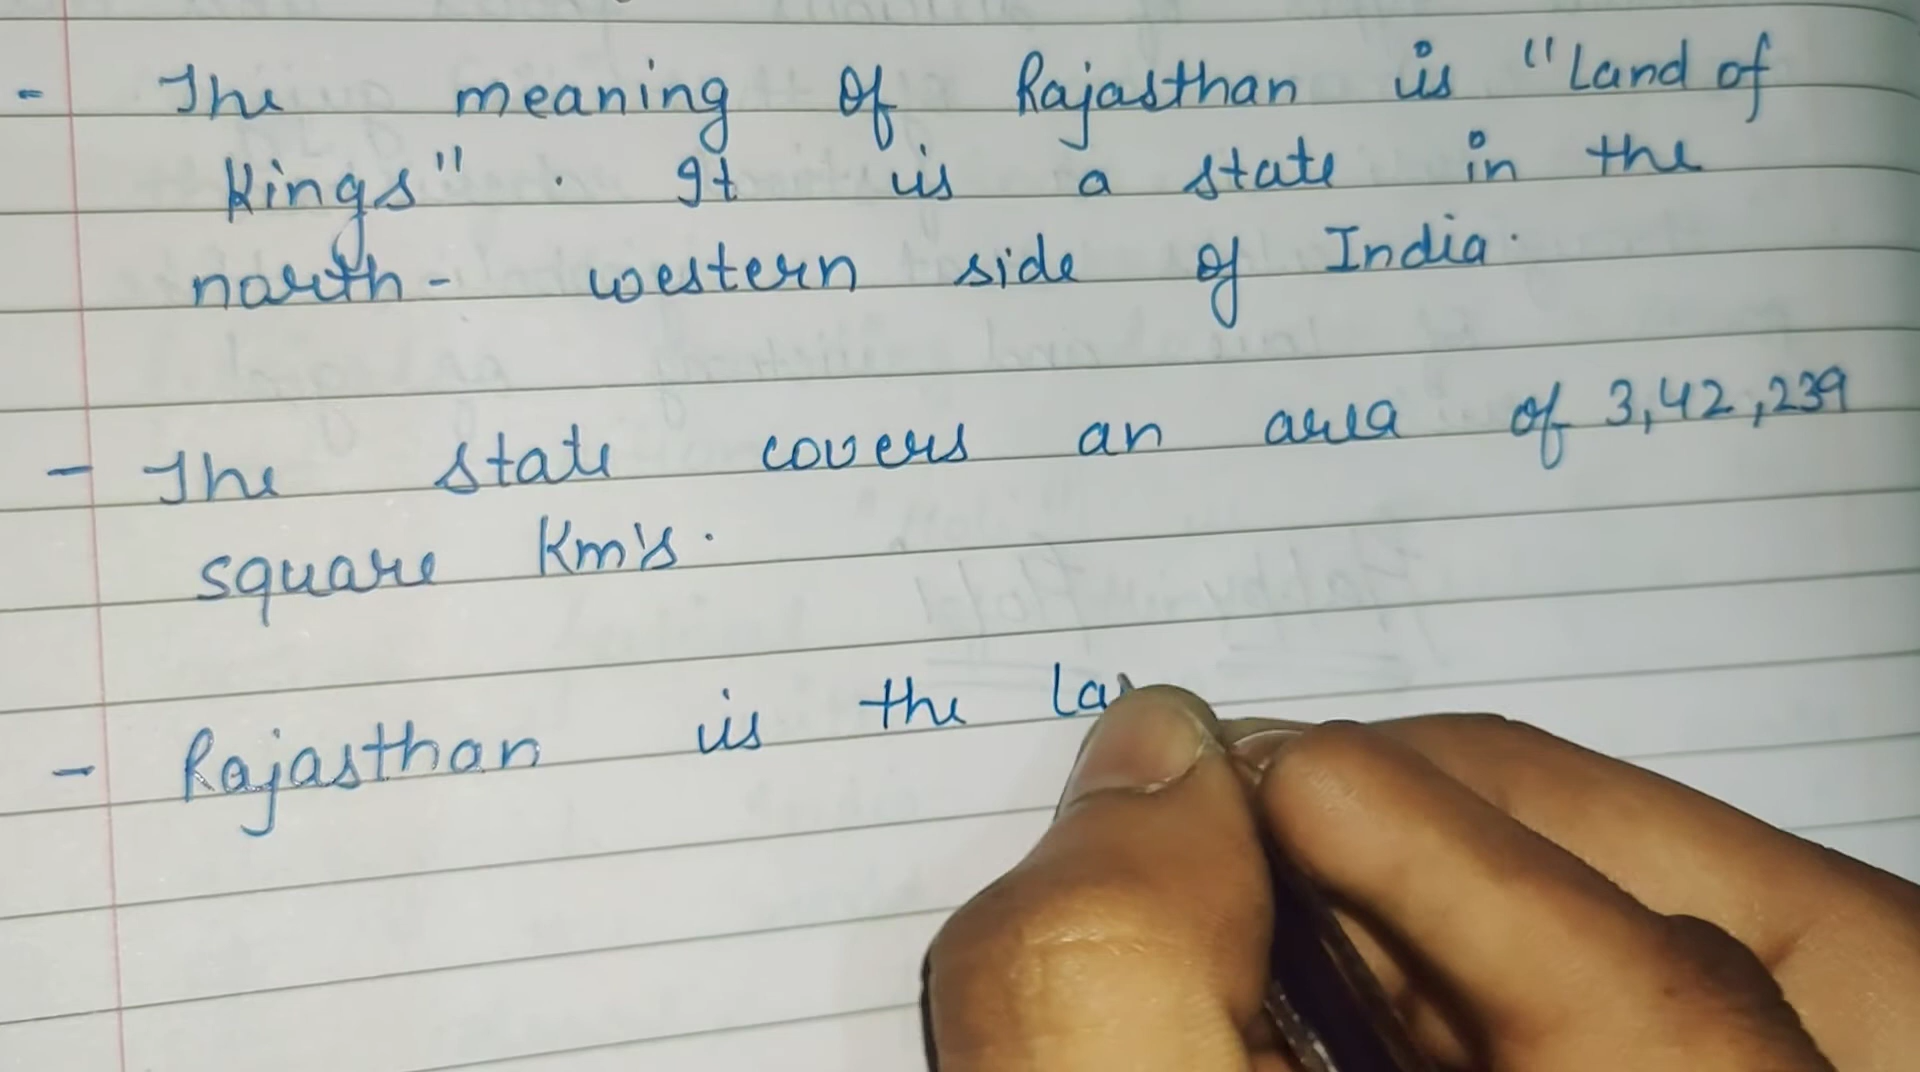 - The meaning of Rajasthan is "Land of
Kings". It is a state in the
north- western side of India.
- The state covers an area of 3,42,239
square Km's.
- Rajasthan is the la